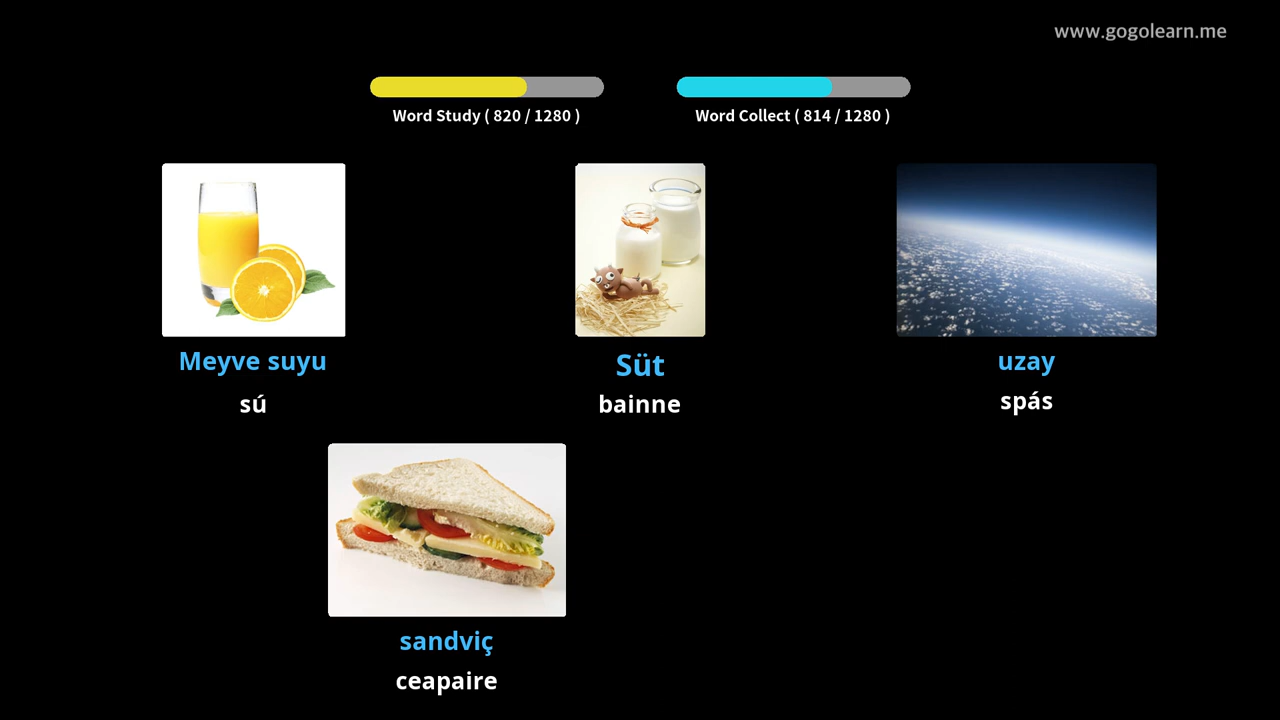 www.gogolearn.me
Word Study ( 820 / 1280 )
Word Collect ( 814 / 1280 )
Meyve suyu
sú
Süt
bainne
uzay
spás
sandviç
ceapaire